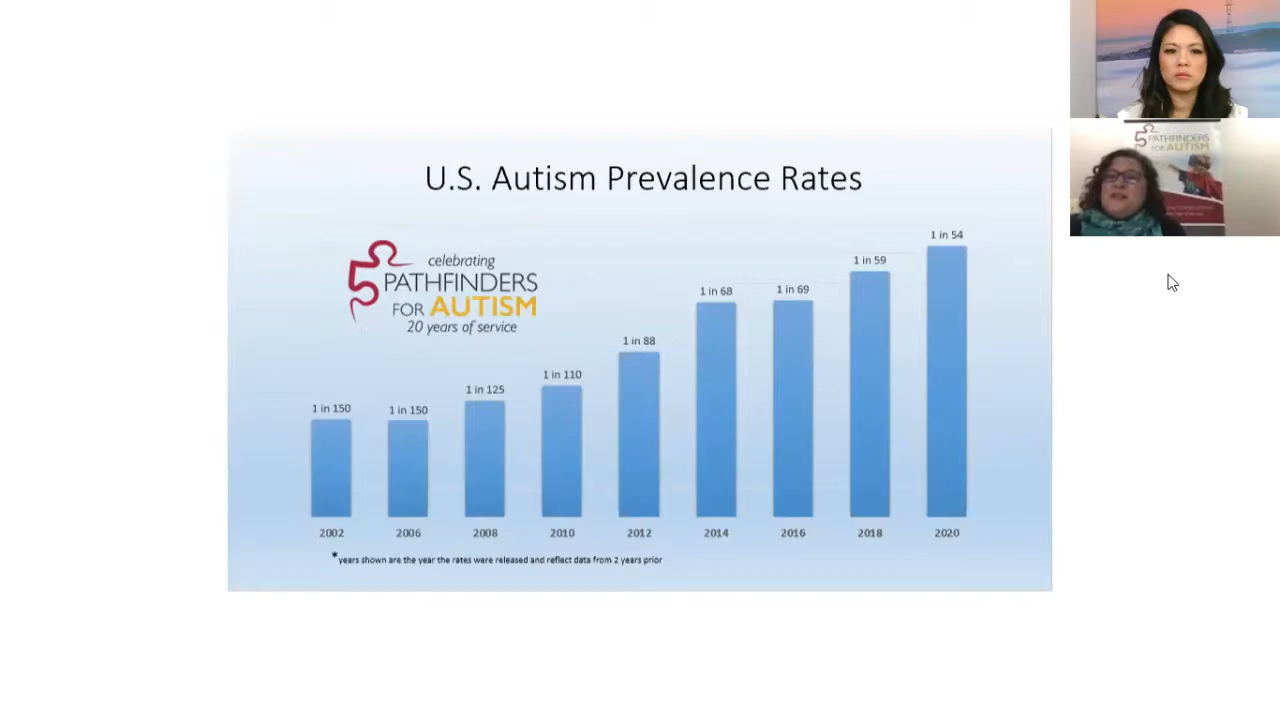 U.S. Autism Prevalence Rates
celebrating
PATHFINDERS
FOR AUTISM
20 years of service
1 in 150
1 in 150
1 in 125
1 in 110
1 in 88
1 in 68
1 in 69
1 in 59
1 in 54
2002
2006
2008
2010
2012
2014
2016
2018
2020
*years shown are the year the rates were released and reflect data from 2 years prior
PATHFINDERS
FOR AUTISM